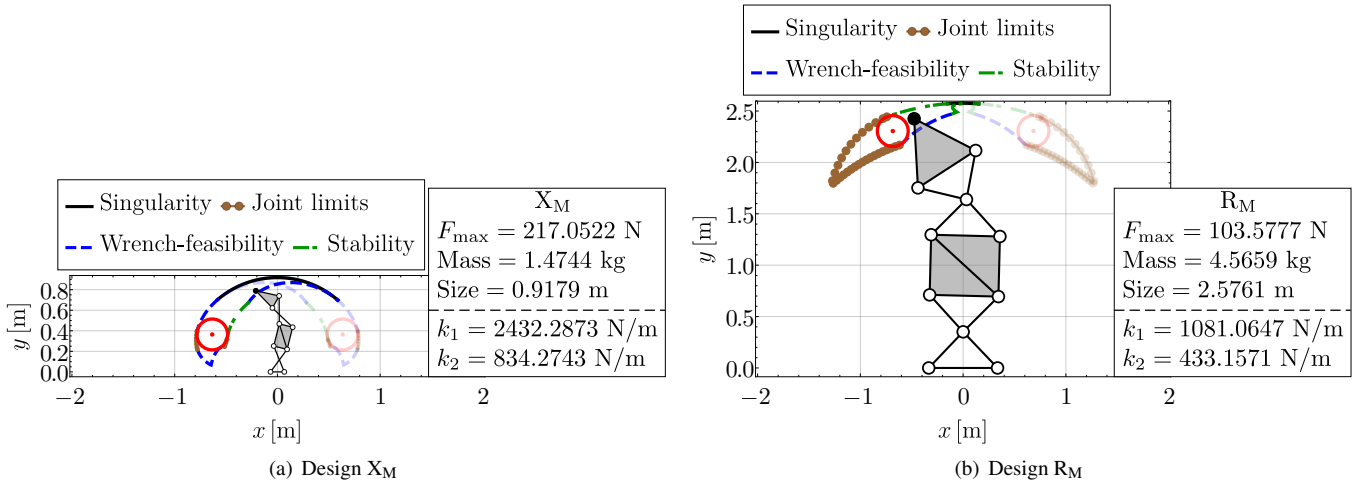 Singularity Joint limits
Wrench-feasibility Stability
0.8
0.6
0.4
0.2
0.0
y [m]
−2 −1 0 1 2
x [m]
X_M
F_max = 217.0522 N
Mass = 1.4744 kg
Size = 0.9179 m
k_1 = 2432.2873 N/m
k_2 = 834.2743 N/m
(a) Design X_M
Singularity Joint limits
Wrench-feasibility Stability
2.5
2.0
1.5
1.0
0.5
0.0
y [m]
−2 −1 0 1 2
x [m]
R_M
F_max = 103.5777 N
Mass = 4.5659 kg
Size = 2.5761 m
k_1 = 1081.0647 N/m
k_2 = 433.1571 N/m
(b) Design R_M